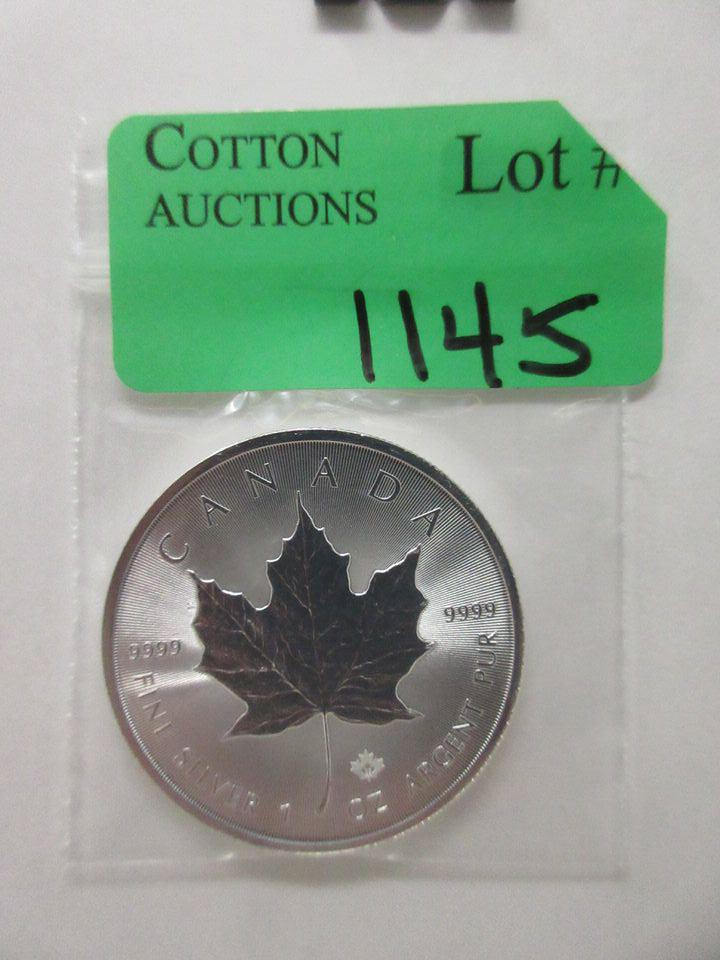 COTTON
AUCTIONS
Lot #
1145
CANADA
9999
9999
FINE SILVER 1 OZ ARGENT PUR